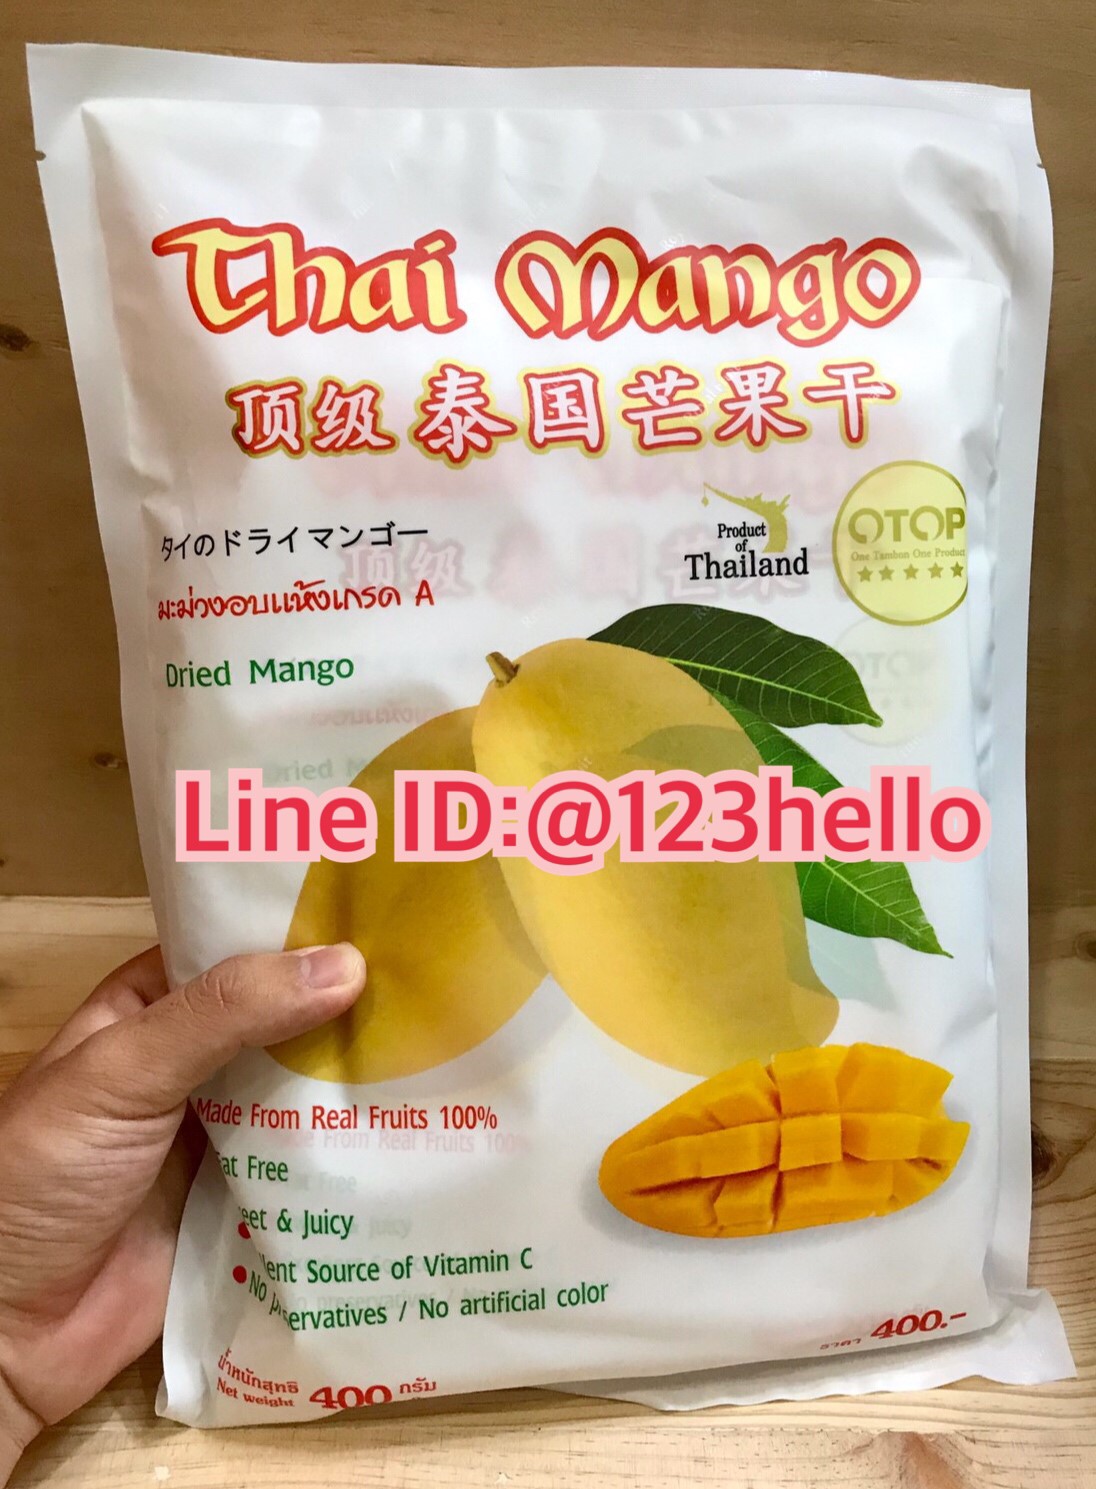 Thai Mango
顶级 泰国芒果干
タイのドライマンゴー
มะม่วงอบแห้งเกรด A
Dried Mango
Product
of
Thailand
OTOP
One Tambon One Product
Line ID:@123hello
Made From Real Fruits 100%
at Free
eet & Juicy
lent Source of Vitamin C
No servatives / No artificial color
น้ำหนักสุทธิ
Net weight 400 กรัม
ราคา 400.-